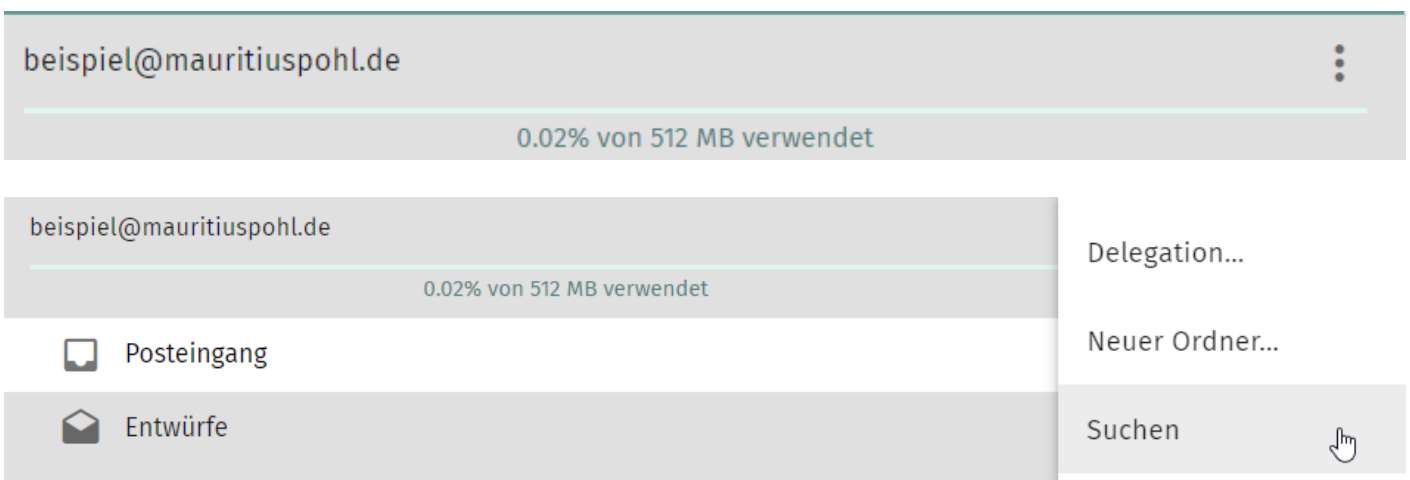 beispiel@mauritiuspohl.de
0.02% von 512 MB verwendet
beispiel@mauritiuspohl.de
0.02% von 512 MB verwendet
Posteingang
Entwürfe
Delegation...
Neuer Ordner...
Suchen